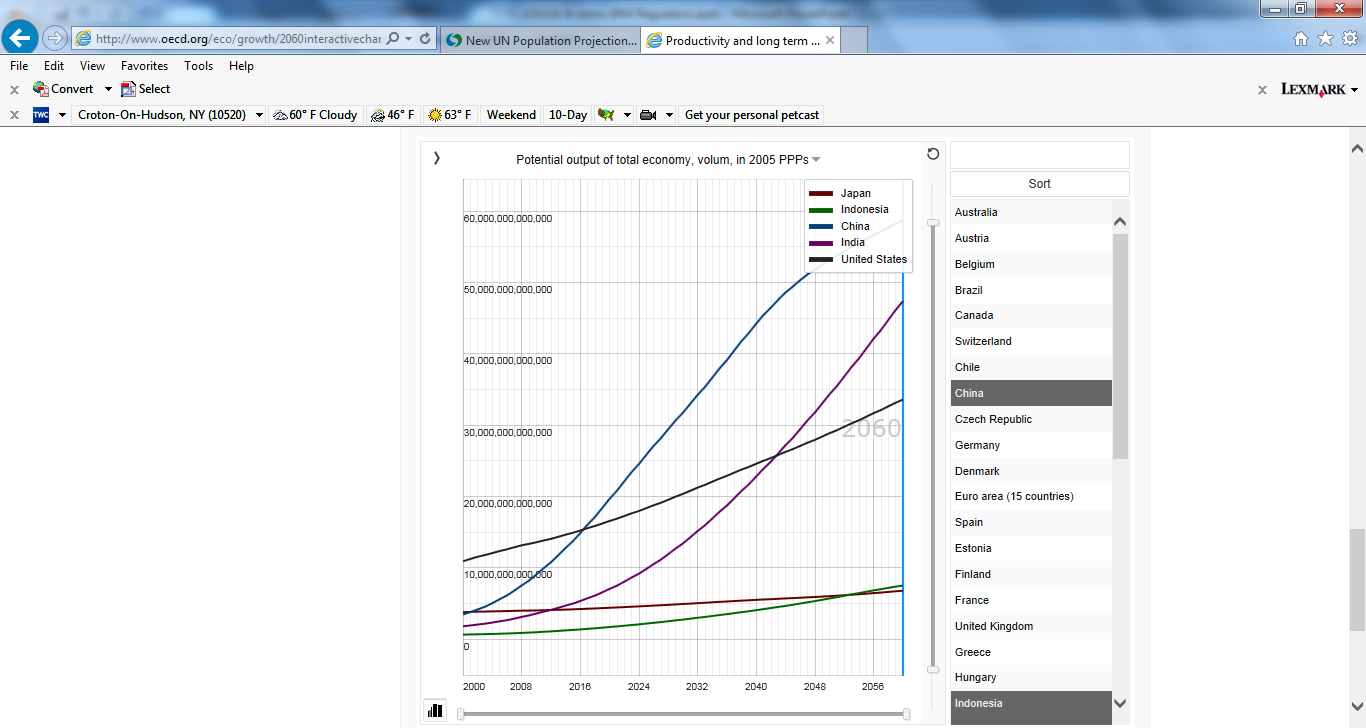 http://www.oecd.org/eco/growth/2060interactivechar
New UN Population Projection...
Productivity and long term ...
File Edit View Favorites Tools Help
x Convert Select
x LEXMARK
x TWC Croton-On-Hudson, NY (10520) 60° F Cloudy 46° F 63° F Weekend 10-Day Get your personal petcast
Potential output of total economy, volum, in 2005 PPPs
Japan
Indonesia
China
India
United States
60,000,000,000,000
50,000,000,000,000
40,000,000,000,000
30,000,000,000,000
20,000,000,000,000
10,000,000,000,000
0
2060
2000 2008 2016 2024 2032 2040 2048 2056
Sort
Australia
Austria
Belgium
Brazil
Canada
Switzerland
Chile
China
Czech Republic
Germany
Denmark
Euro area (15 countries)
Spain
Estonia
Finland
France
United Kingdom
Greece
Hungary
Indonesia